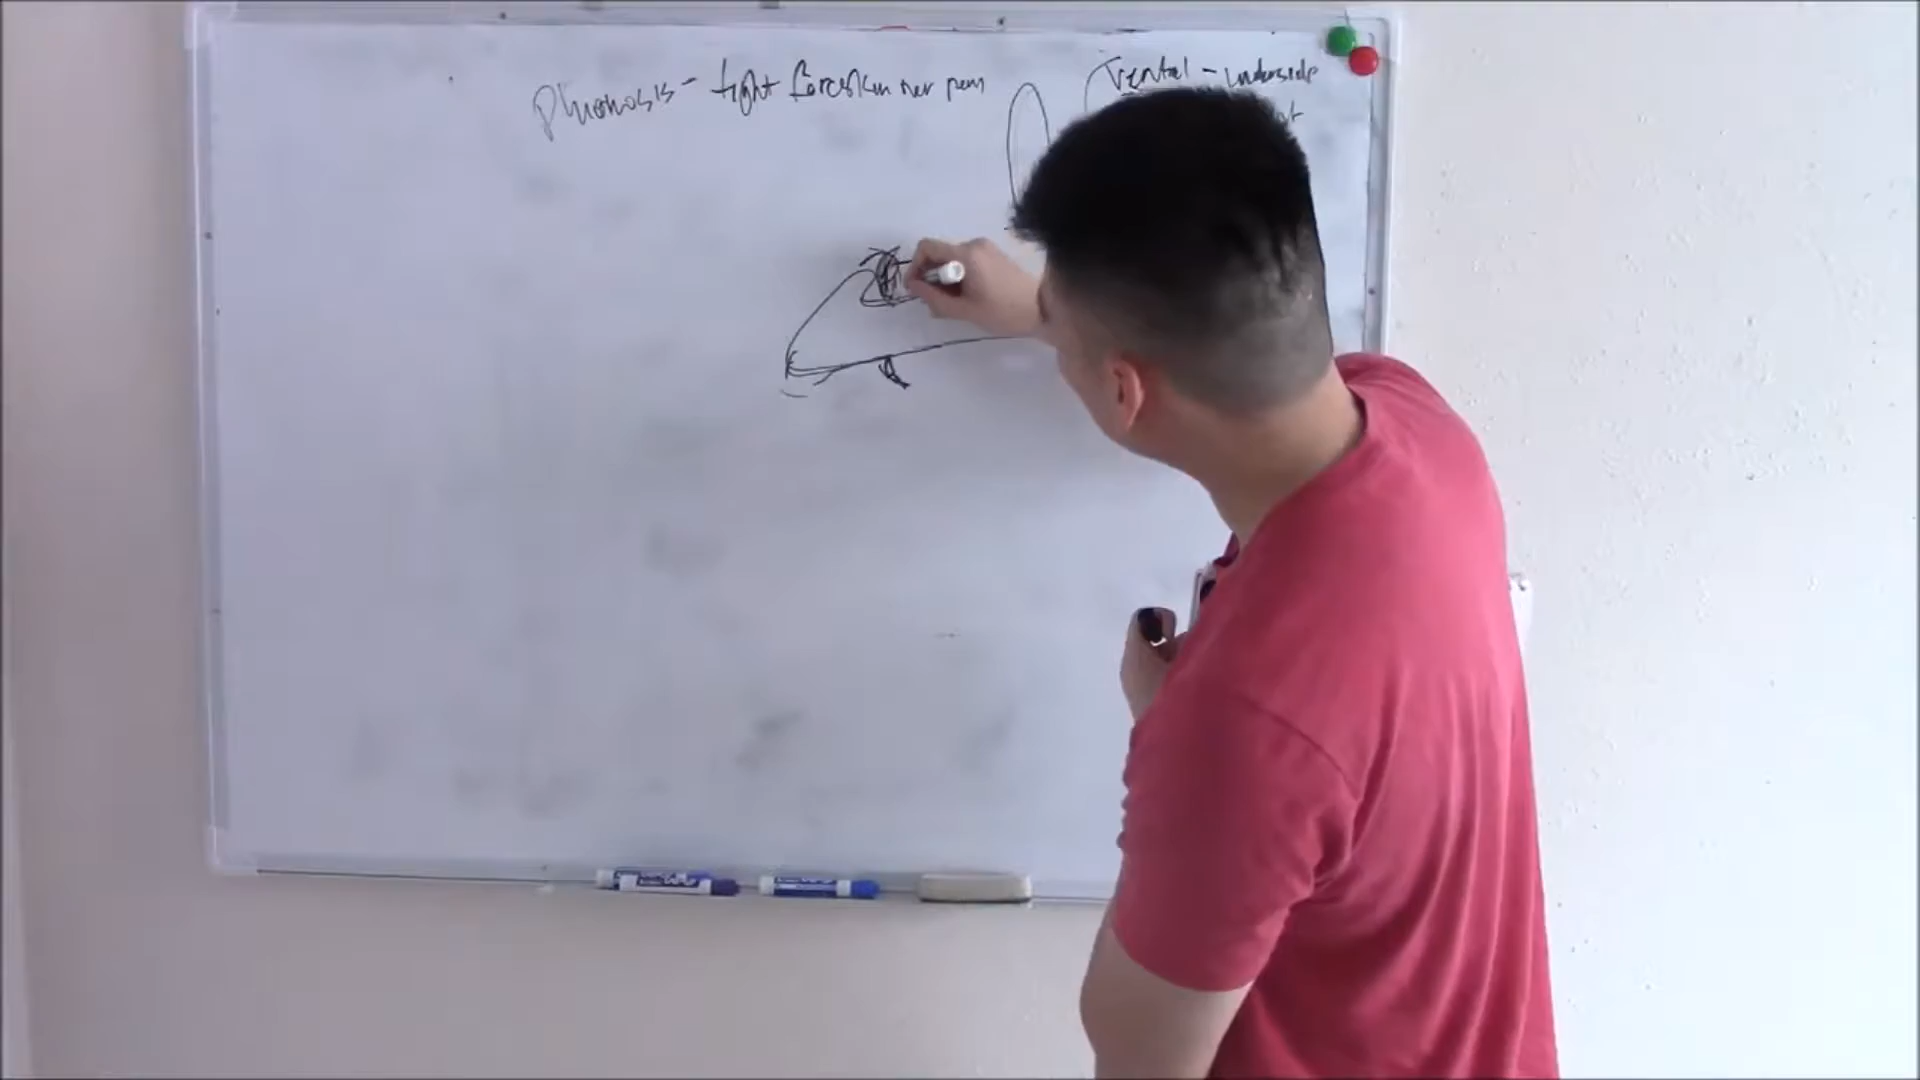 Phimosis - tight foreskin over penis
Ventral - underside